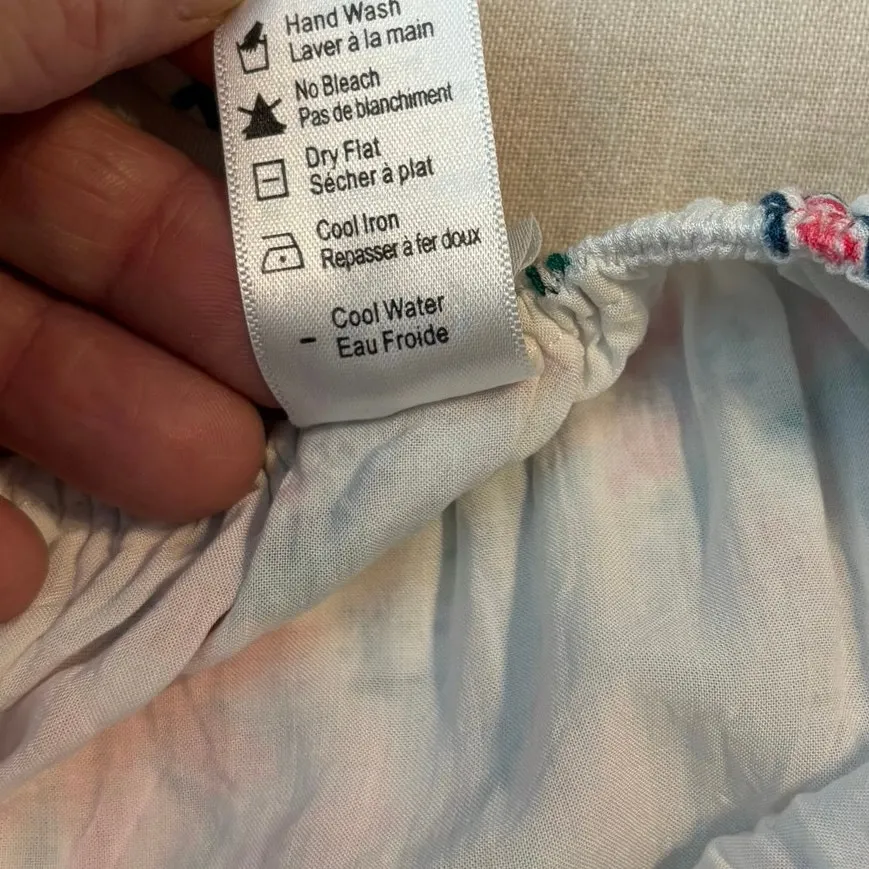 Hand Wash
Laver à la main
No Bleach
Pas de blanchiment
Dry Flat
Sécher à plat
Cool Iron
Repasser à fer doux
- Cool Water
Eau Froide